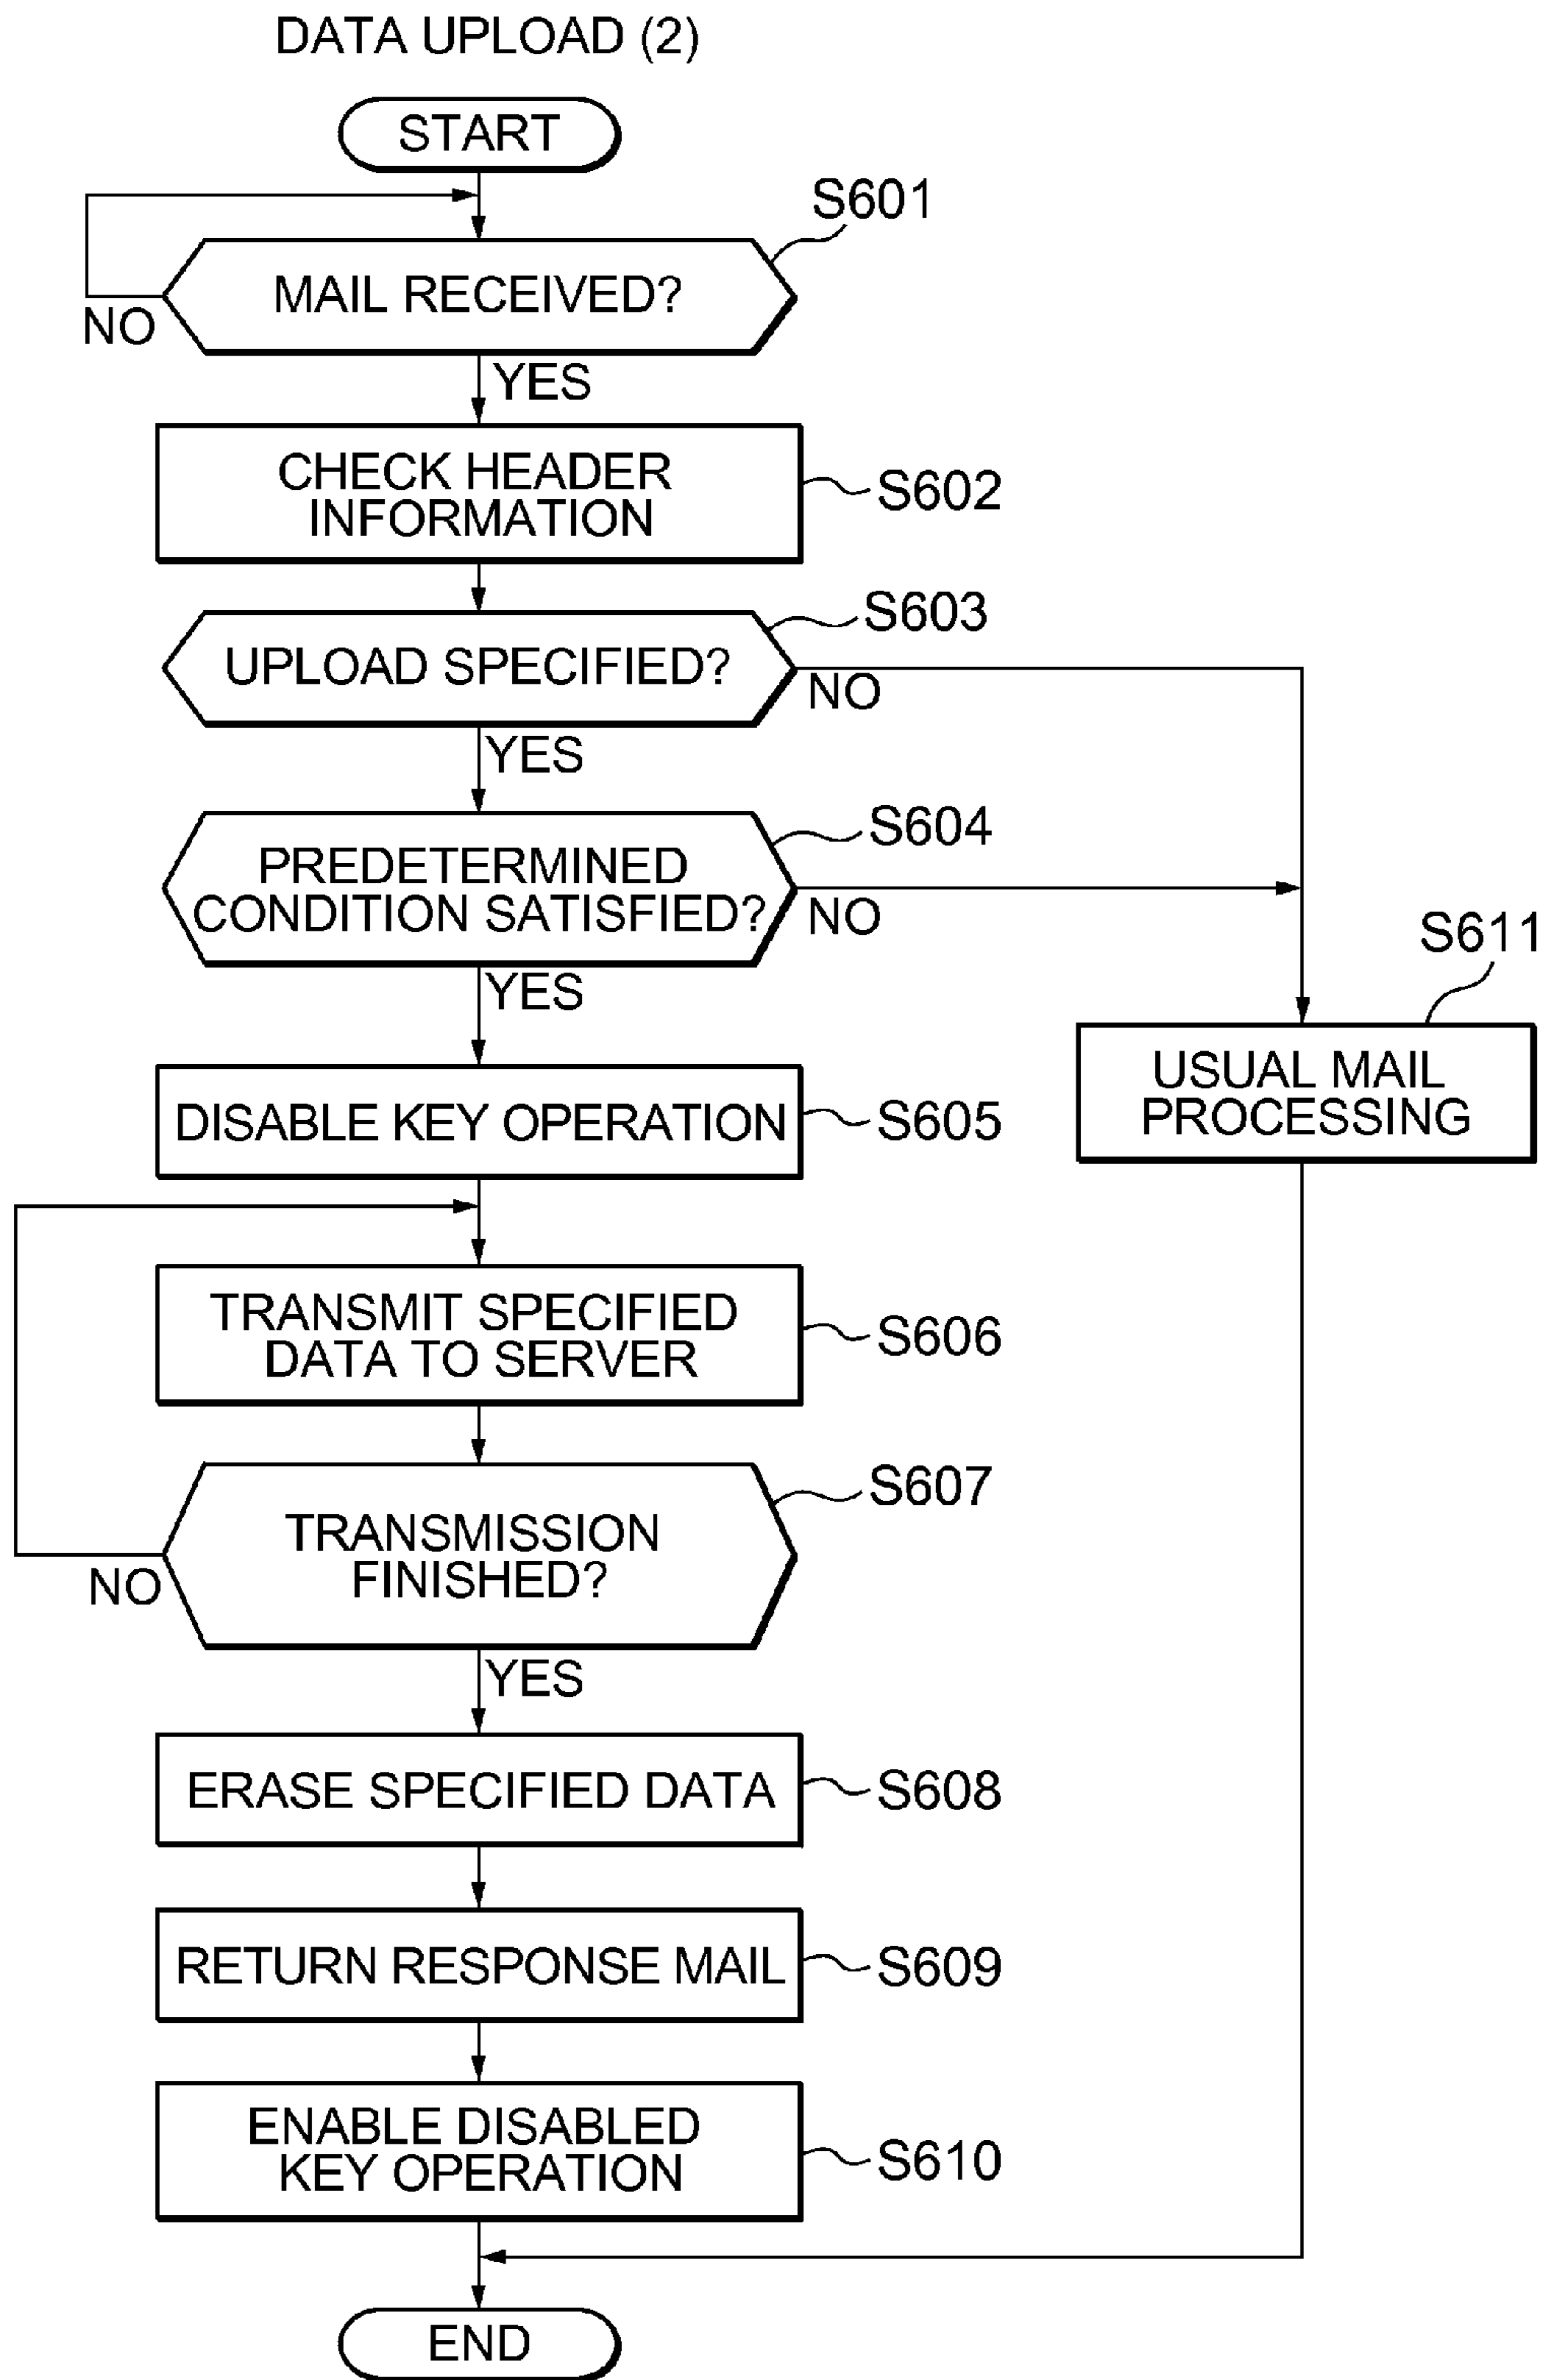 DATA UPLOAD (2)
START
S601
MAIL RECEIVED?
NO
YES
CHECK HEADER
INFORMATION
S602
S603
UPLOAD SPECIFIED?
NO
YES
S604
PREDETERMINED
CONDITION SATISFIED?
NO
YES
S611
USUAL MAIL
PROCESSING
DISABLE KEY OPERATION
S605
TRANSMIT SPECIFIED
DATA TO SERVER
S606
S607
TRANSMISSION
FINISHED?
NO
YES
ERASE SPECIFIED DATA
S608
RETURN RESPONSE MAIL
S609
ENABLE DISABLED
KEY OPERATION
S610
END